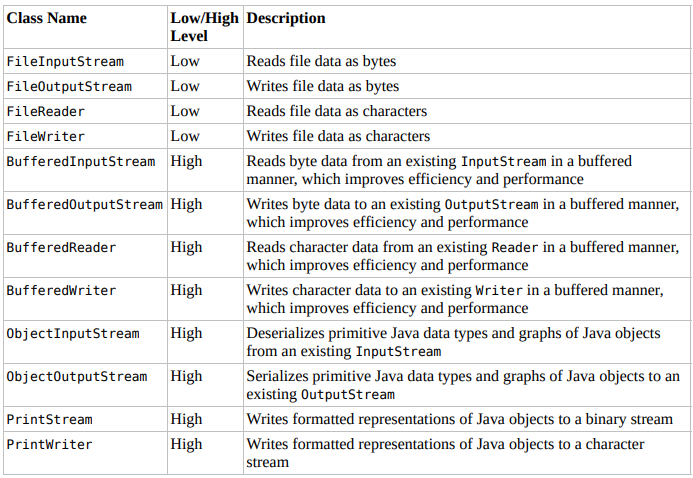 Class Name Low/High Level Description
FileInputStream Low Reads file data as bytes
FileOutputStream Low Writes file data as bytes
FileReader Low Reads file data as characters
FileWriter Low Writes file data as characters
BufferedInputStream High Reads byte data from an existing InputStream in a buffered
manner, which improves efficiency and performance
BufferedOutputStream High Writes byte data to an existing OutputStream in a buffered manner,
which improves efficiency and performance
BufferedReader High Reads character data from an existing Reader in a buffered manner,
which improves efficiency and performance
BufferedWriter High Writes character data to an existing Writer in a buffered manner,
which improves efficiency and performance
ObjectInputStream High Deserializes primitive Java data types and graphs of Java objects
from an existing InputStream
ObjectOutputStream High Serializes primitive Java data types and graphs of Java objects to an
existing OutputStream
PrintStream High Writes formatted representations of Java objects to a binary stream
PrintWriter High Writes formatted representations of Java objects to a character
stream